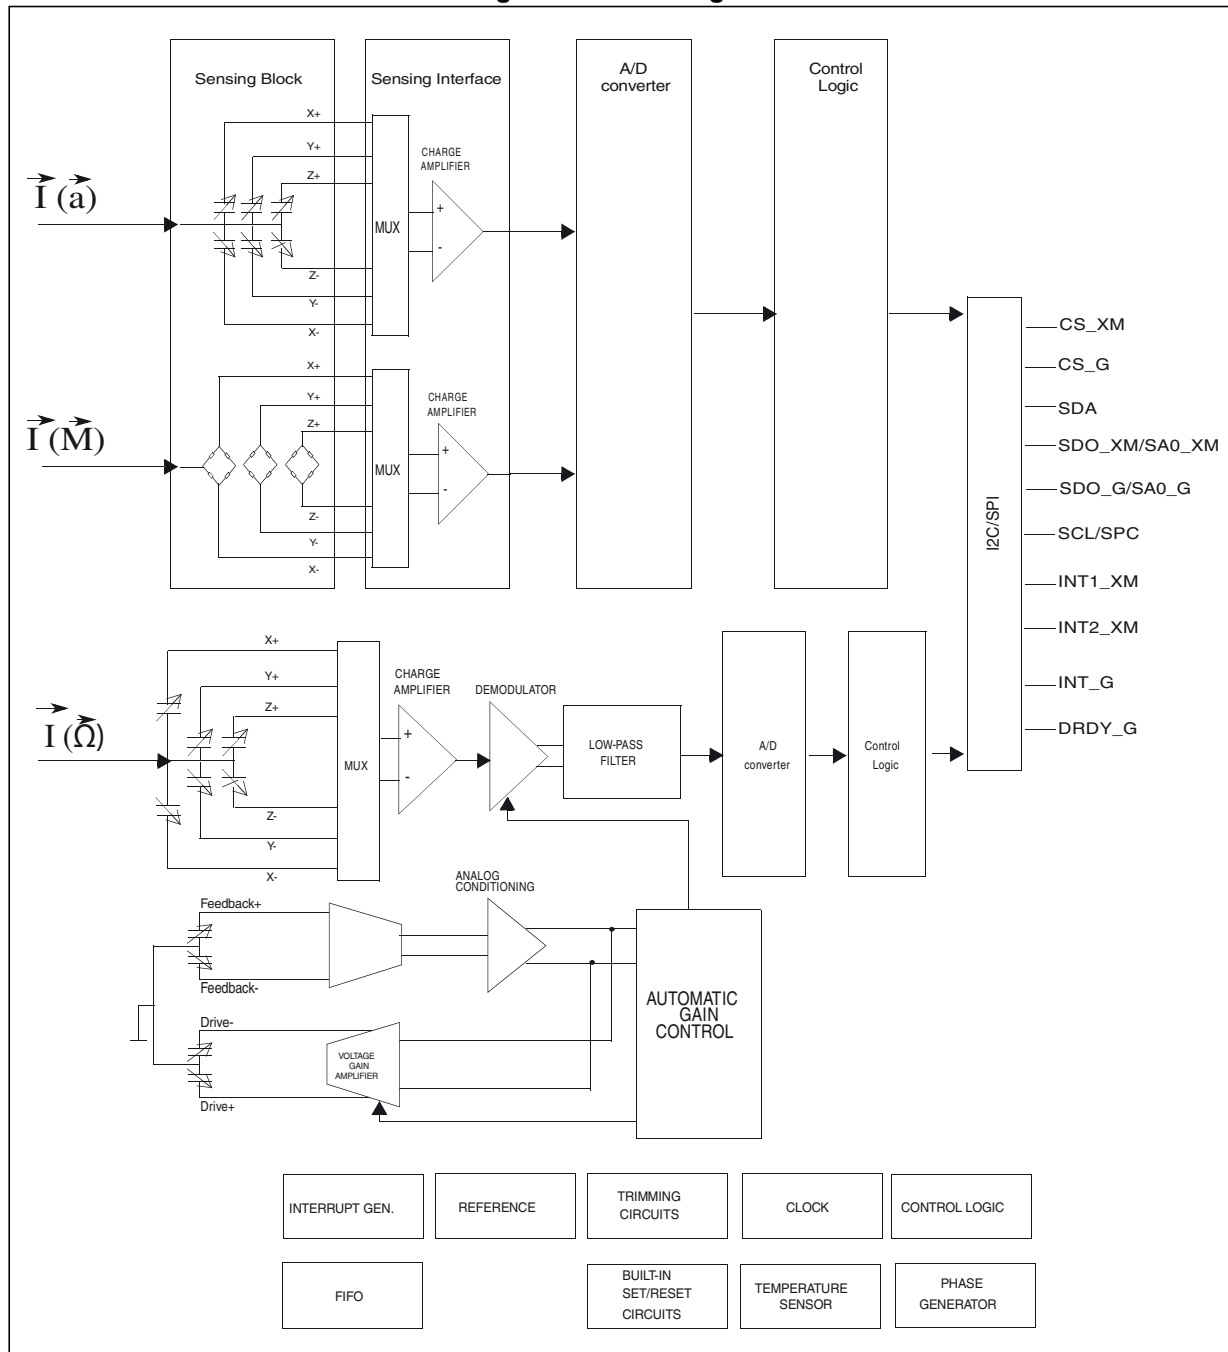 Sensing Block
Sensing Interface
A/D
converter
Control
Logic
X+
Y+
Z+
CHARGE
AMPLIFIER
I (a)
MUX
+
-
Z-
Y-
X-
X+
Y+
Z+
CHARGE
AMPLIFIER
I (M)
MUX
+
-
Z-
Y-
X-
I2C/SPI
CS_XM
CS_G
SDA
SDO_XM/SA0_XM
SDO_G/SA0_G
SCL/SPC
INT1_XM
INT2_XM
INT_G
DRDY_G
X+
Y+
Z+
I (Ω)
MUX
CHARGE
AMPLIFIER
+
-
DEMODULATOR
LOW-PASS
FILTER
A/D
converter
Control
Logic
Z-
Y-
X-
ANALOG
CONDITIONING
Feedback+
Feedback-
Drive-
VOLTAGE
GAIN
AMPLIFIER
Drive+
AUTOMATIC
GAIN
CONTROL
INTERRUPT GEN.
REFERENCE
TRIMMING
CIRCUITS
CLOCK
CONTROL LOGIC
FIFO
BUILT-IN
SET/RESET
CIRCUITS
TEMPERATURE
SENSOR
PHASE
GENERATOR